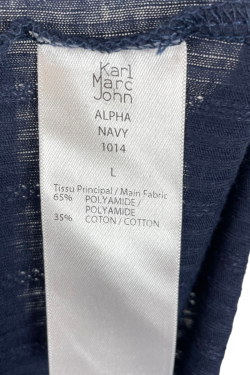 Karl
Marc
John
ALPHA
NAVY
1014
L
Tissu Principal / Main Fabric
65% POLYAMIDE /
POLYAMIDE
35% COTON / COTTON